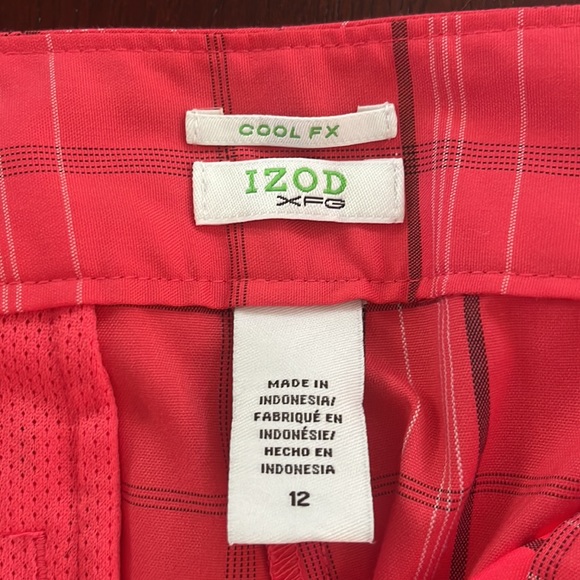 COOL FX
IZOD
XFG
MADE IN
INDONESIA/
FABRIQUÉ EN
INDONÉSIE/
HECHO EN
INDONESIA
12